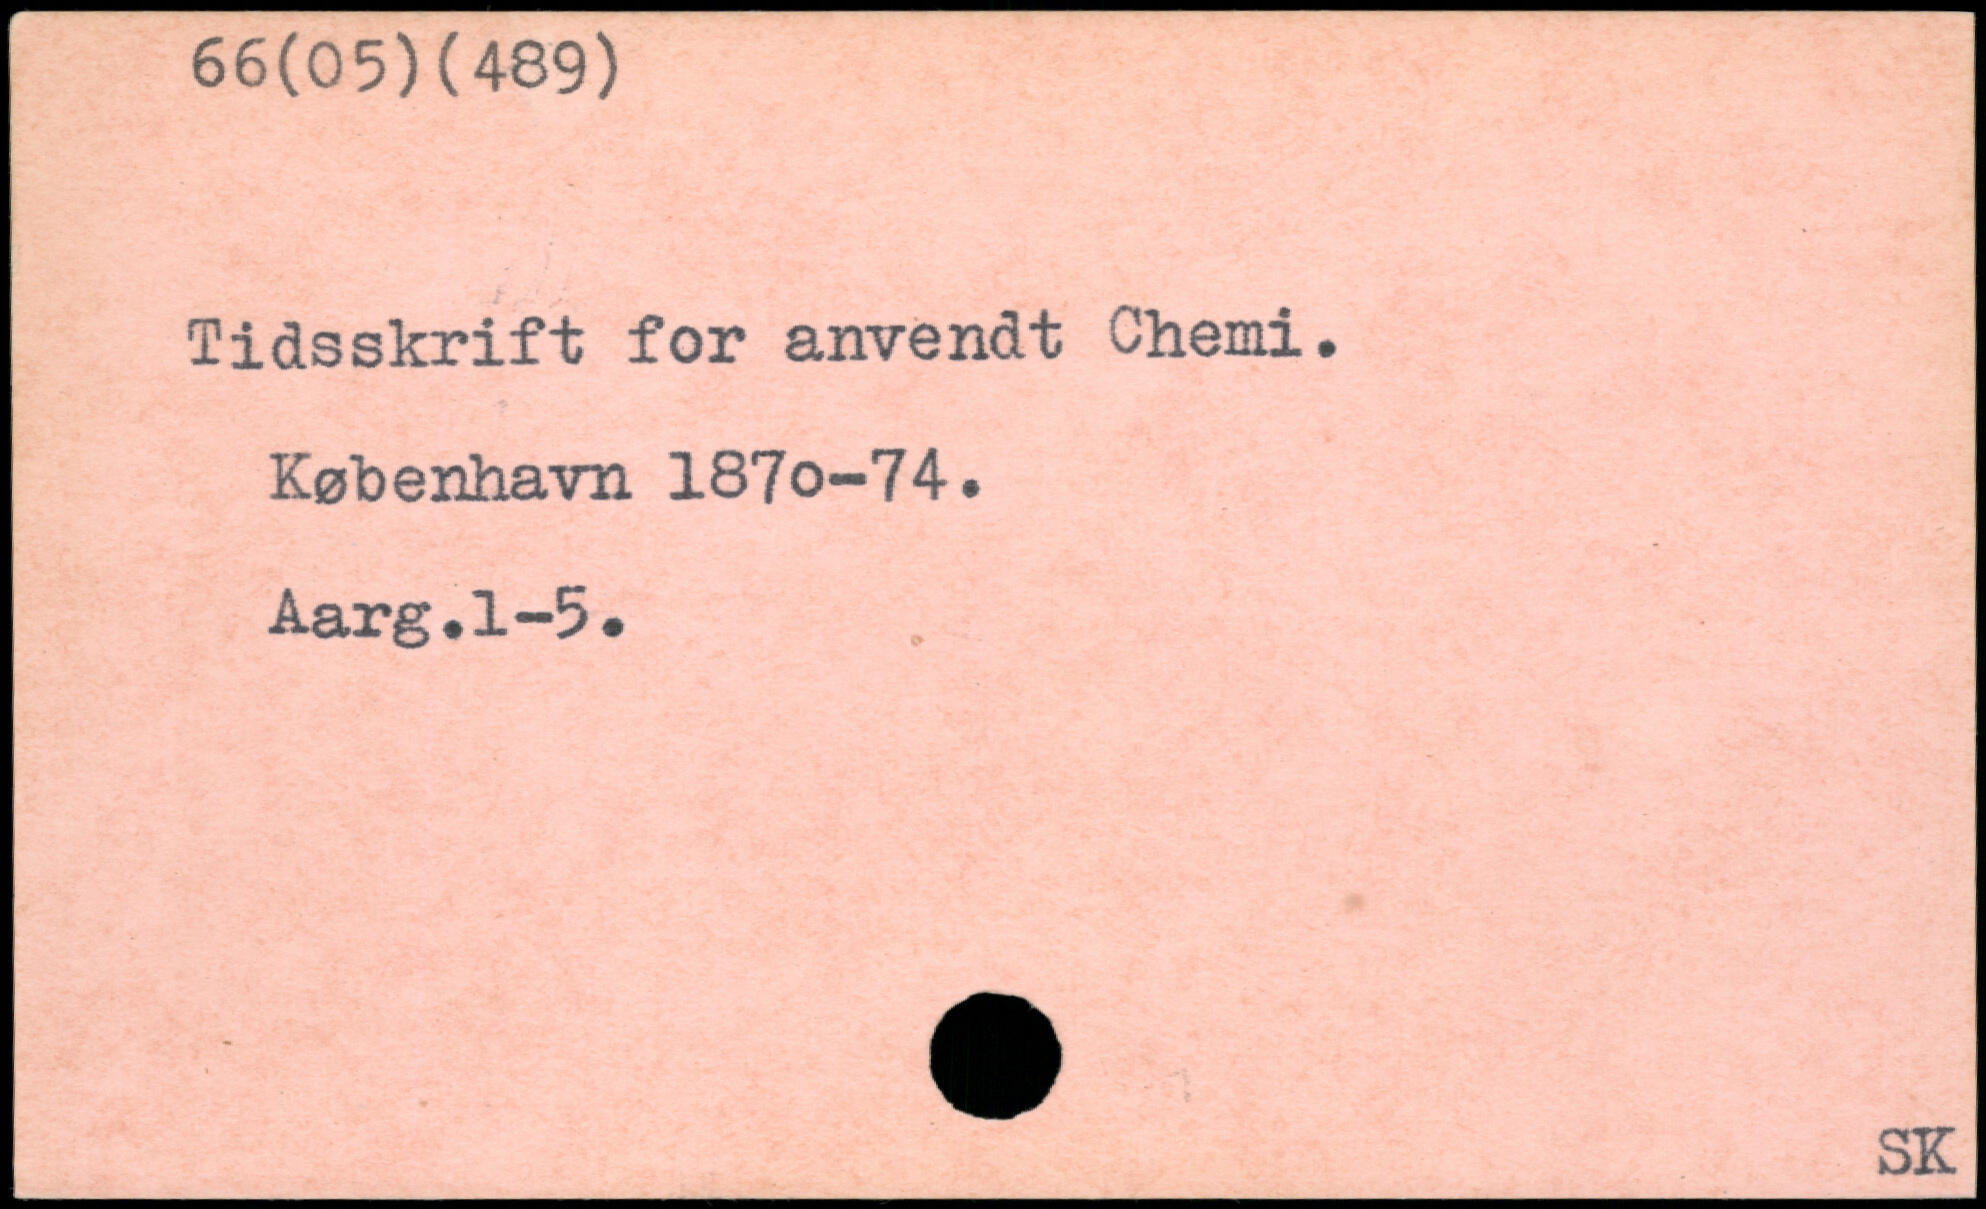 66(05)(489)
Tidsskrift for anvendt Chemi.
København 187o-74.
Aarg.1-5.
SK